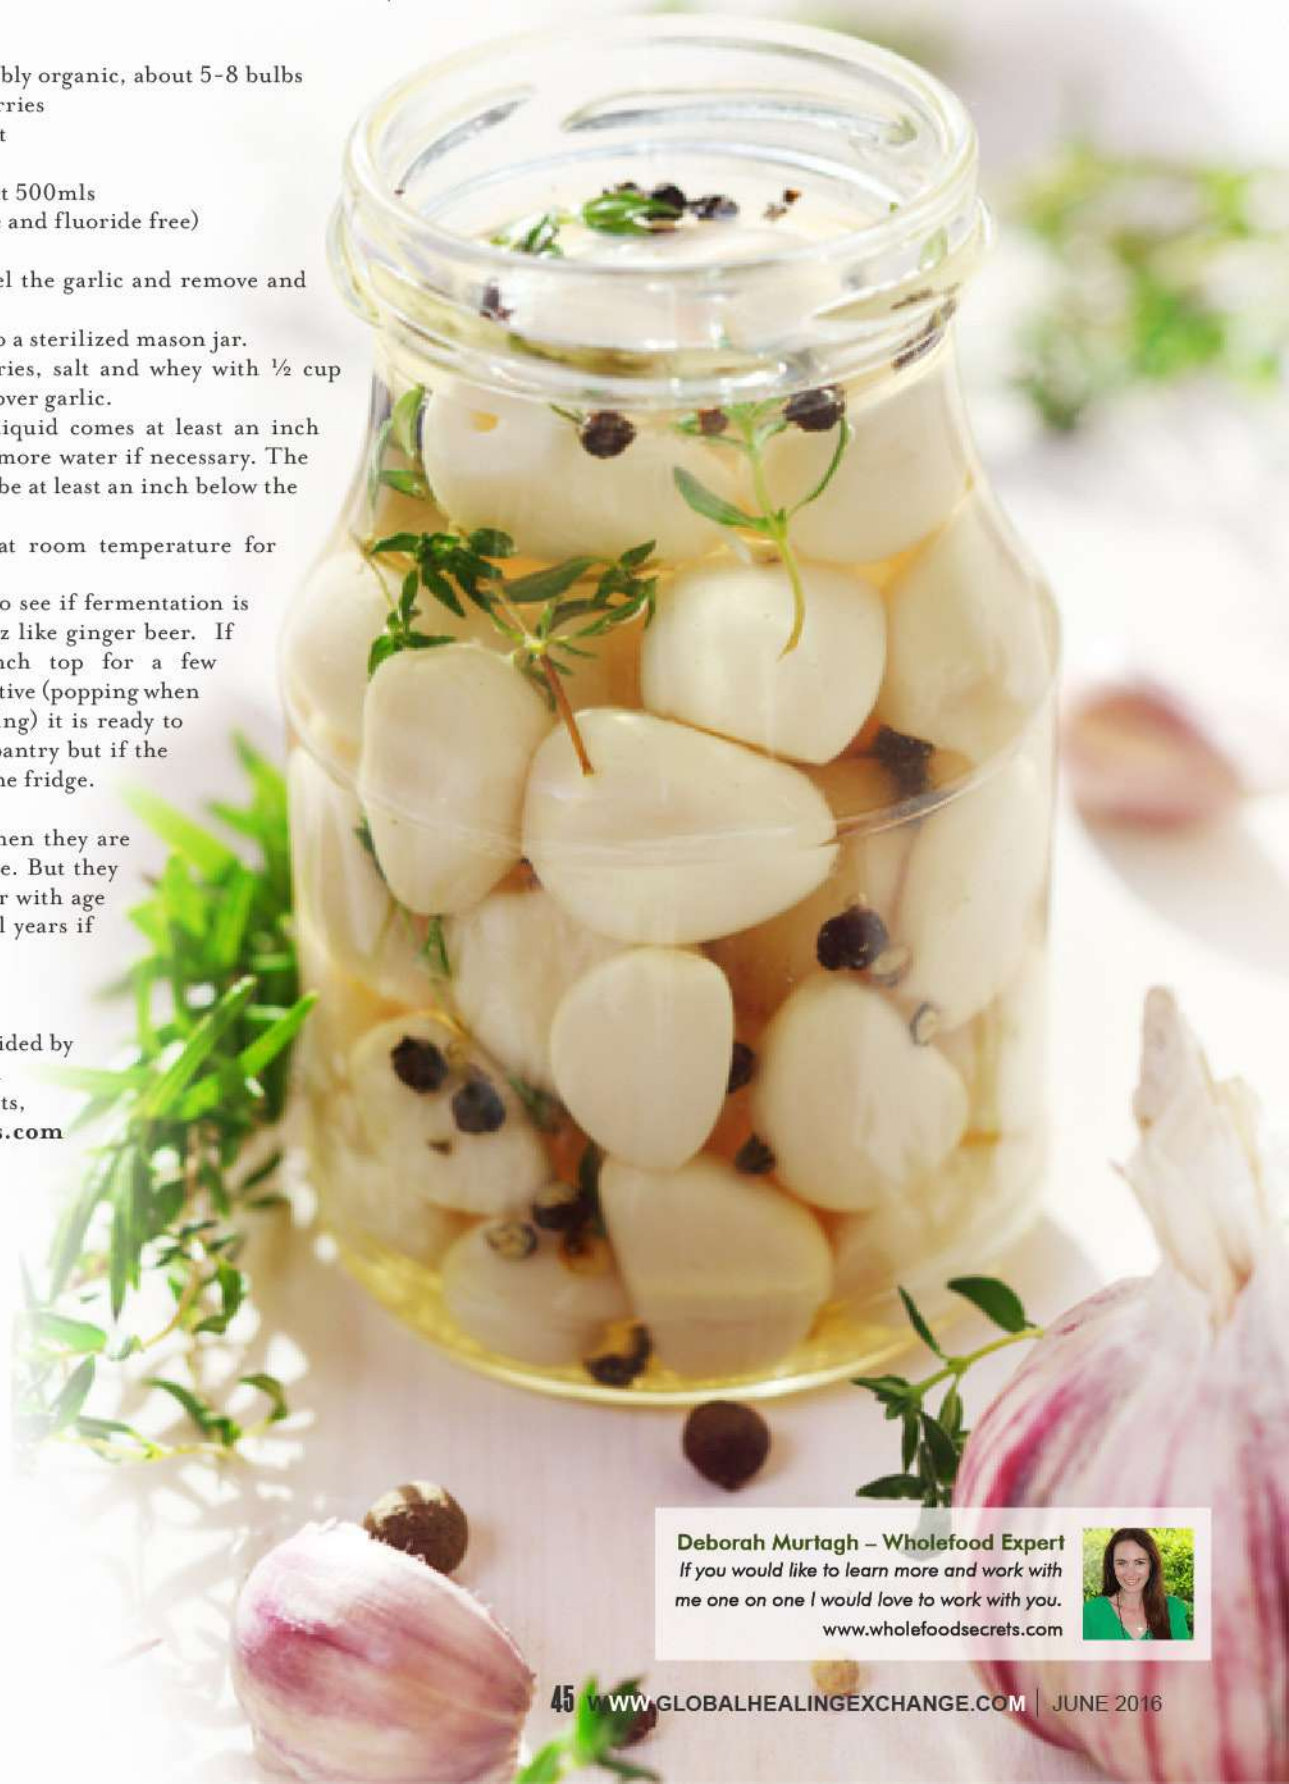 bly organic, about 5-8 bulbs
rries
t
t 500mls
and fluoride free)
el the garlic and remove and
o a sterilized mason jar.
ries, salt and whey with ½ cup
over garlic.
iquid comes at least an inch
more water if necessary. The
be at least an inch below the
at room temperature for
o see if fermentation is
z like ginger beer. If
nch top for a few
tive (popping when
ing) it is ready to
pantry but if the
he fridge.
hen they are
e. But they
r with age
l years if
ided by
ts,
s.com
Deborah Murtagh – Wholefood Expert
If you would like to learn more and work with
me one on one I would love to work with you.
www.wholefoodsecrets.com
45 WWW.GLOBALHEALINGEXCHANGE.COM | JUNE 2016